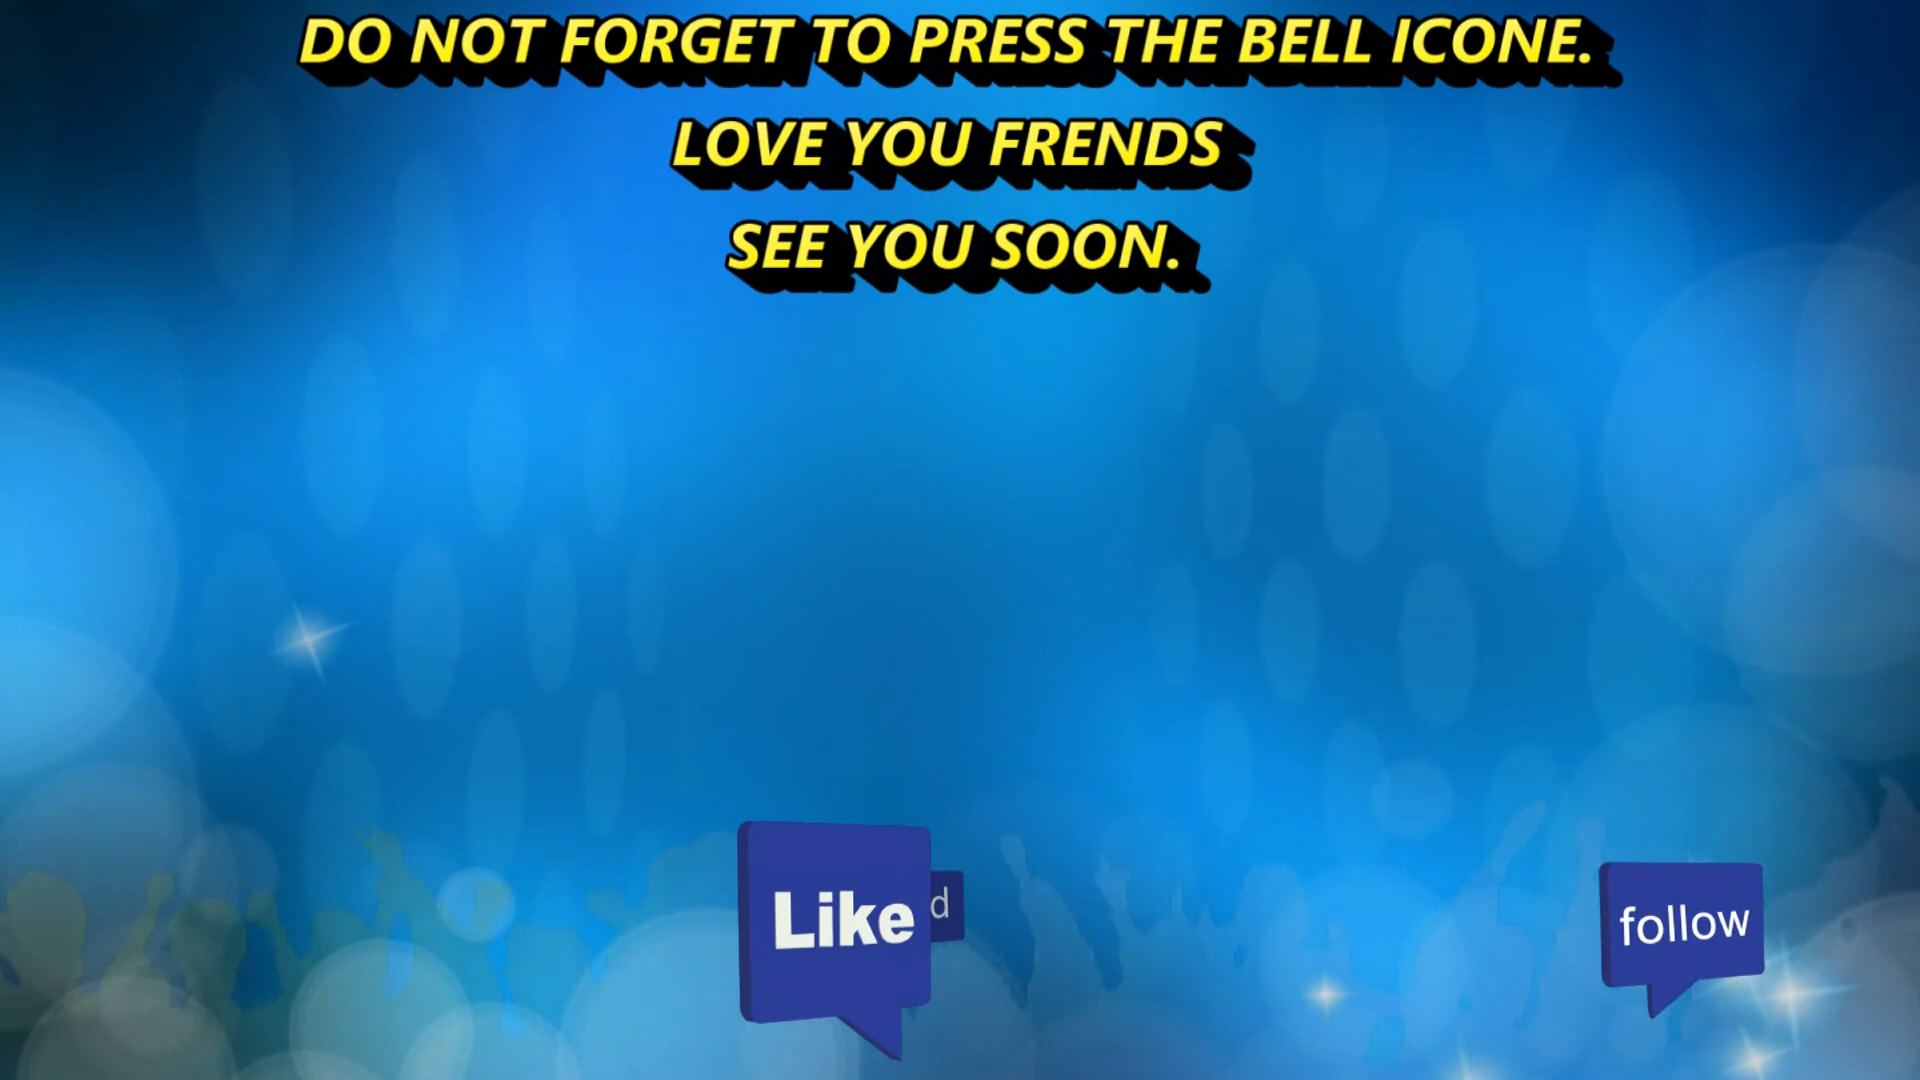 DO NOT FORGET TO PRESS THE BELL ICONE.
LOVE YOU FRENDS
SEE YOU SOON.
Like
d
follow